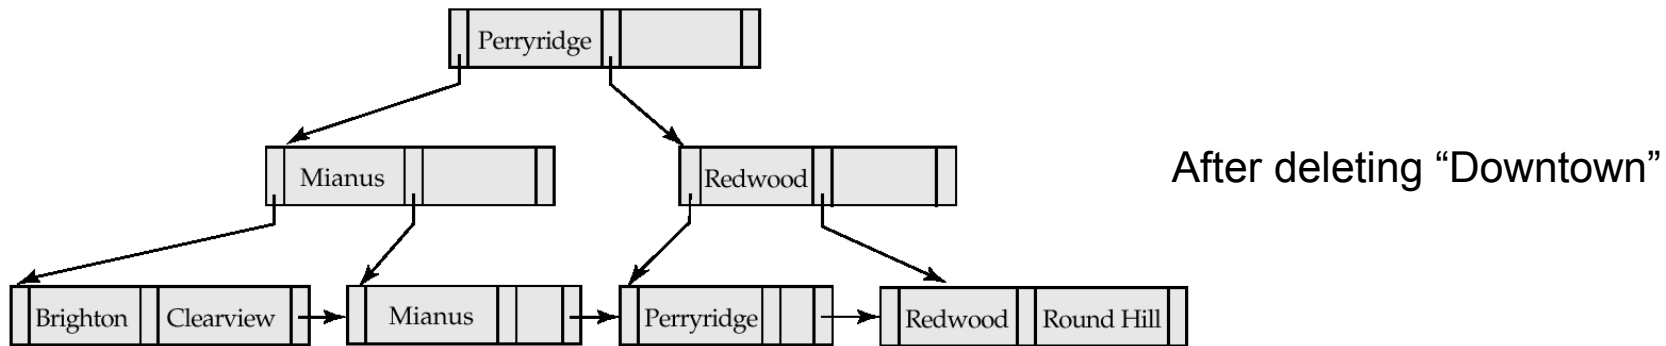 Perryridge
Mianus
Redwood
After deleting “Downtown”
Brighton Clearview
Mianus
Perryridge
Redwood Round Hill